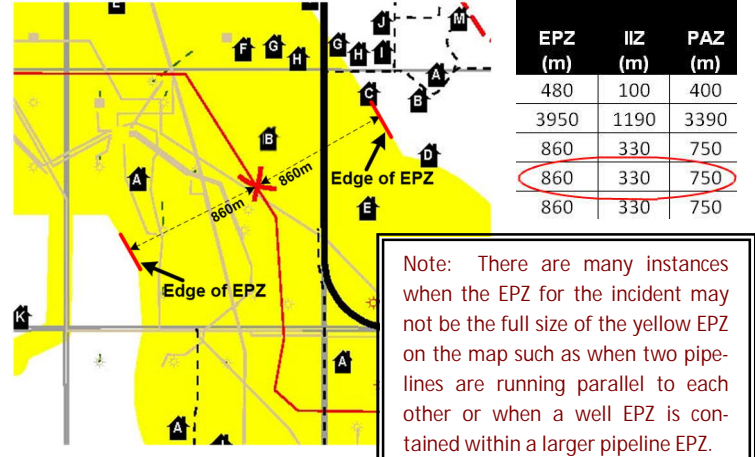 E
M
J
F
G
H
G
H
I
A
C
B
B
D
860m
Edge of EPZ
A
860m
E
Edge of EPZ
K
A
A
EPZ IIZ PAZ
(m) (m) (m)
480 100 400
3950 1190 3390
860 330 750
860 330 750
860 330 750
Note: There are many instances
when the EPZ for the incident may
not be the full size of the yellow EPZ
on the map such as when two pipe-
lines are running parallel to each
other or when a well EPZ is con-
tained within a larger pipeline EPZ.